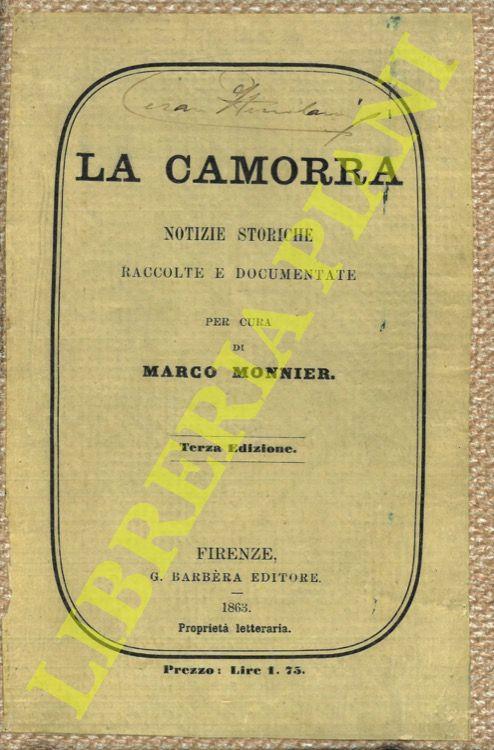 LA CAMORRA
NOTIZIE STORICHE
RACCOLTE E DOCUMENTATE
PER CURA
DI
MARCO MONNIER.
Terza Edizione.
FIRENZE,
G. BARBÈRA EDITORE.
—
1863.
Proprietà letteraria.
Prezzo: Lire 1. 75.
LIBRERIA PIANI